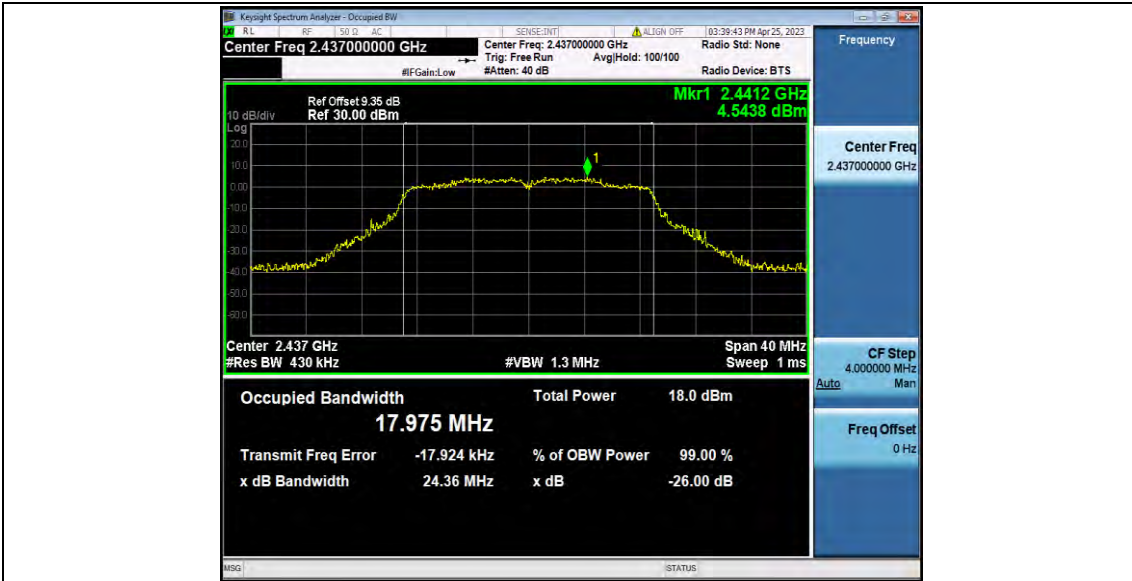 Keysight Spectrum Analyzer - Occupied BW
RL RF 50 Ω AC SENSE:INT ALIGN OFF 03:39:43 PM Apr 25, 2023
Center Freq 2.437000000 GHz
Center Freq: 2.437000000 GHz Radio Std: None
Trig: Free Run Avg|Hold: 100/100
#IFGain:Low #Atten: 40 dB Radio Device: BTS
Frequency
Mkr1 2.4412 GHz
4.5438 dBm
Ref Offset 9.35 dB
10 dB/div Ref 30.00 dBm
Log
20.0
10.0
0.00
-10.0
-20.0
-30.0
-40.0
-50.0
-60.0
1
Center Freq
2.437000000 GHz
Center 2.437 GHz Span 40 MHz
#Res BW 430 kHz #VBW 1.3 MHz Sweep 1 ms
CF Step
4.000000 MHz
Auto Man
Freq Offset
0 Hz
Occupied Bandwidth Total Power 18.0 dBm
17.975 MHz
Transmit Freq Error -17.924 kHz % of OBW Power 99.00 %
x dB Bandwidth 24.36 MHz x dB -26.00 dB
MSG STATUS